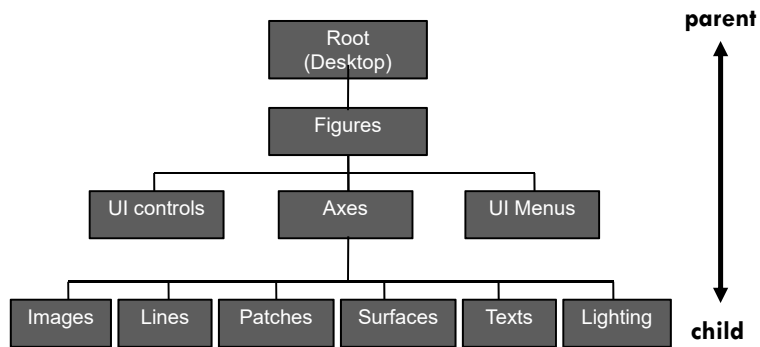 parent
Root
(Desktop)
Figures
UI controls
Axes
UI Menus
Images
Lines
Patches
Surfaces
Texts
Lighting
child